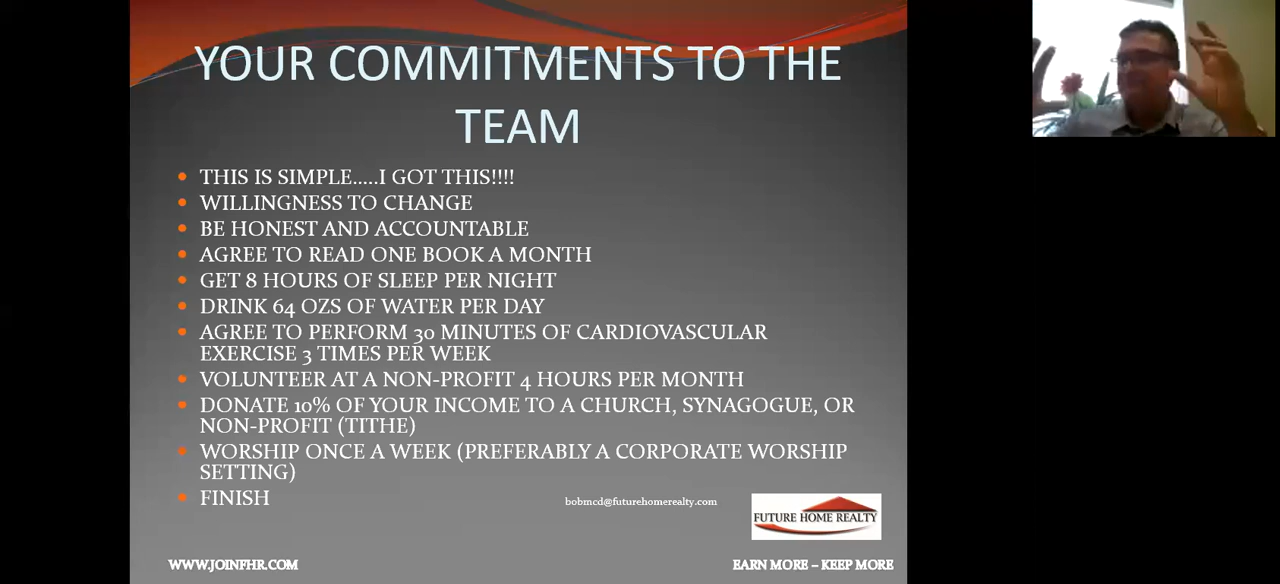 YOUR COMMITMENTS TO THE
TEAM
THIS IS SIMPLE.....I GOT THIS!!!!
WILLINGNESS TO CHANGE
BE HONEST AND ACCOUNTABLE
AGREE TO READ ONE BOOK A MONTH
GET 8 HOURS OF SLEEP PER NIGHT
DRINK 64 OZS OF WATER PER DAY
AGREE TO PERFORM 30 MINUTES OF CARDIOVASCULAR
EXERCISE 3 TIMES PER WEEK
VOLUNTEER AT A NON-PROFIT 4 HOURS PER MONTH
DONATE 10% OF YOUR INCOME TO A CHURCH, SYNAGOGUE, OR
NON-PROFIT (TITHE)
WORSHIP ONCE A WEEK (PREFERABLY A CORPORATE WORSHIP
SETTING)
FINISH
bobmcd@futurehomerealty.com
FUTURE HOME REALTY
WWW.JOINFHR.COM
EARN MORE – KEEP MORE